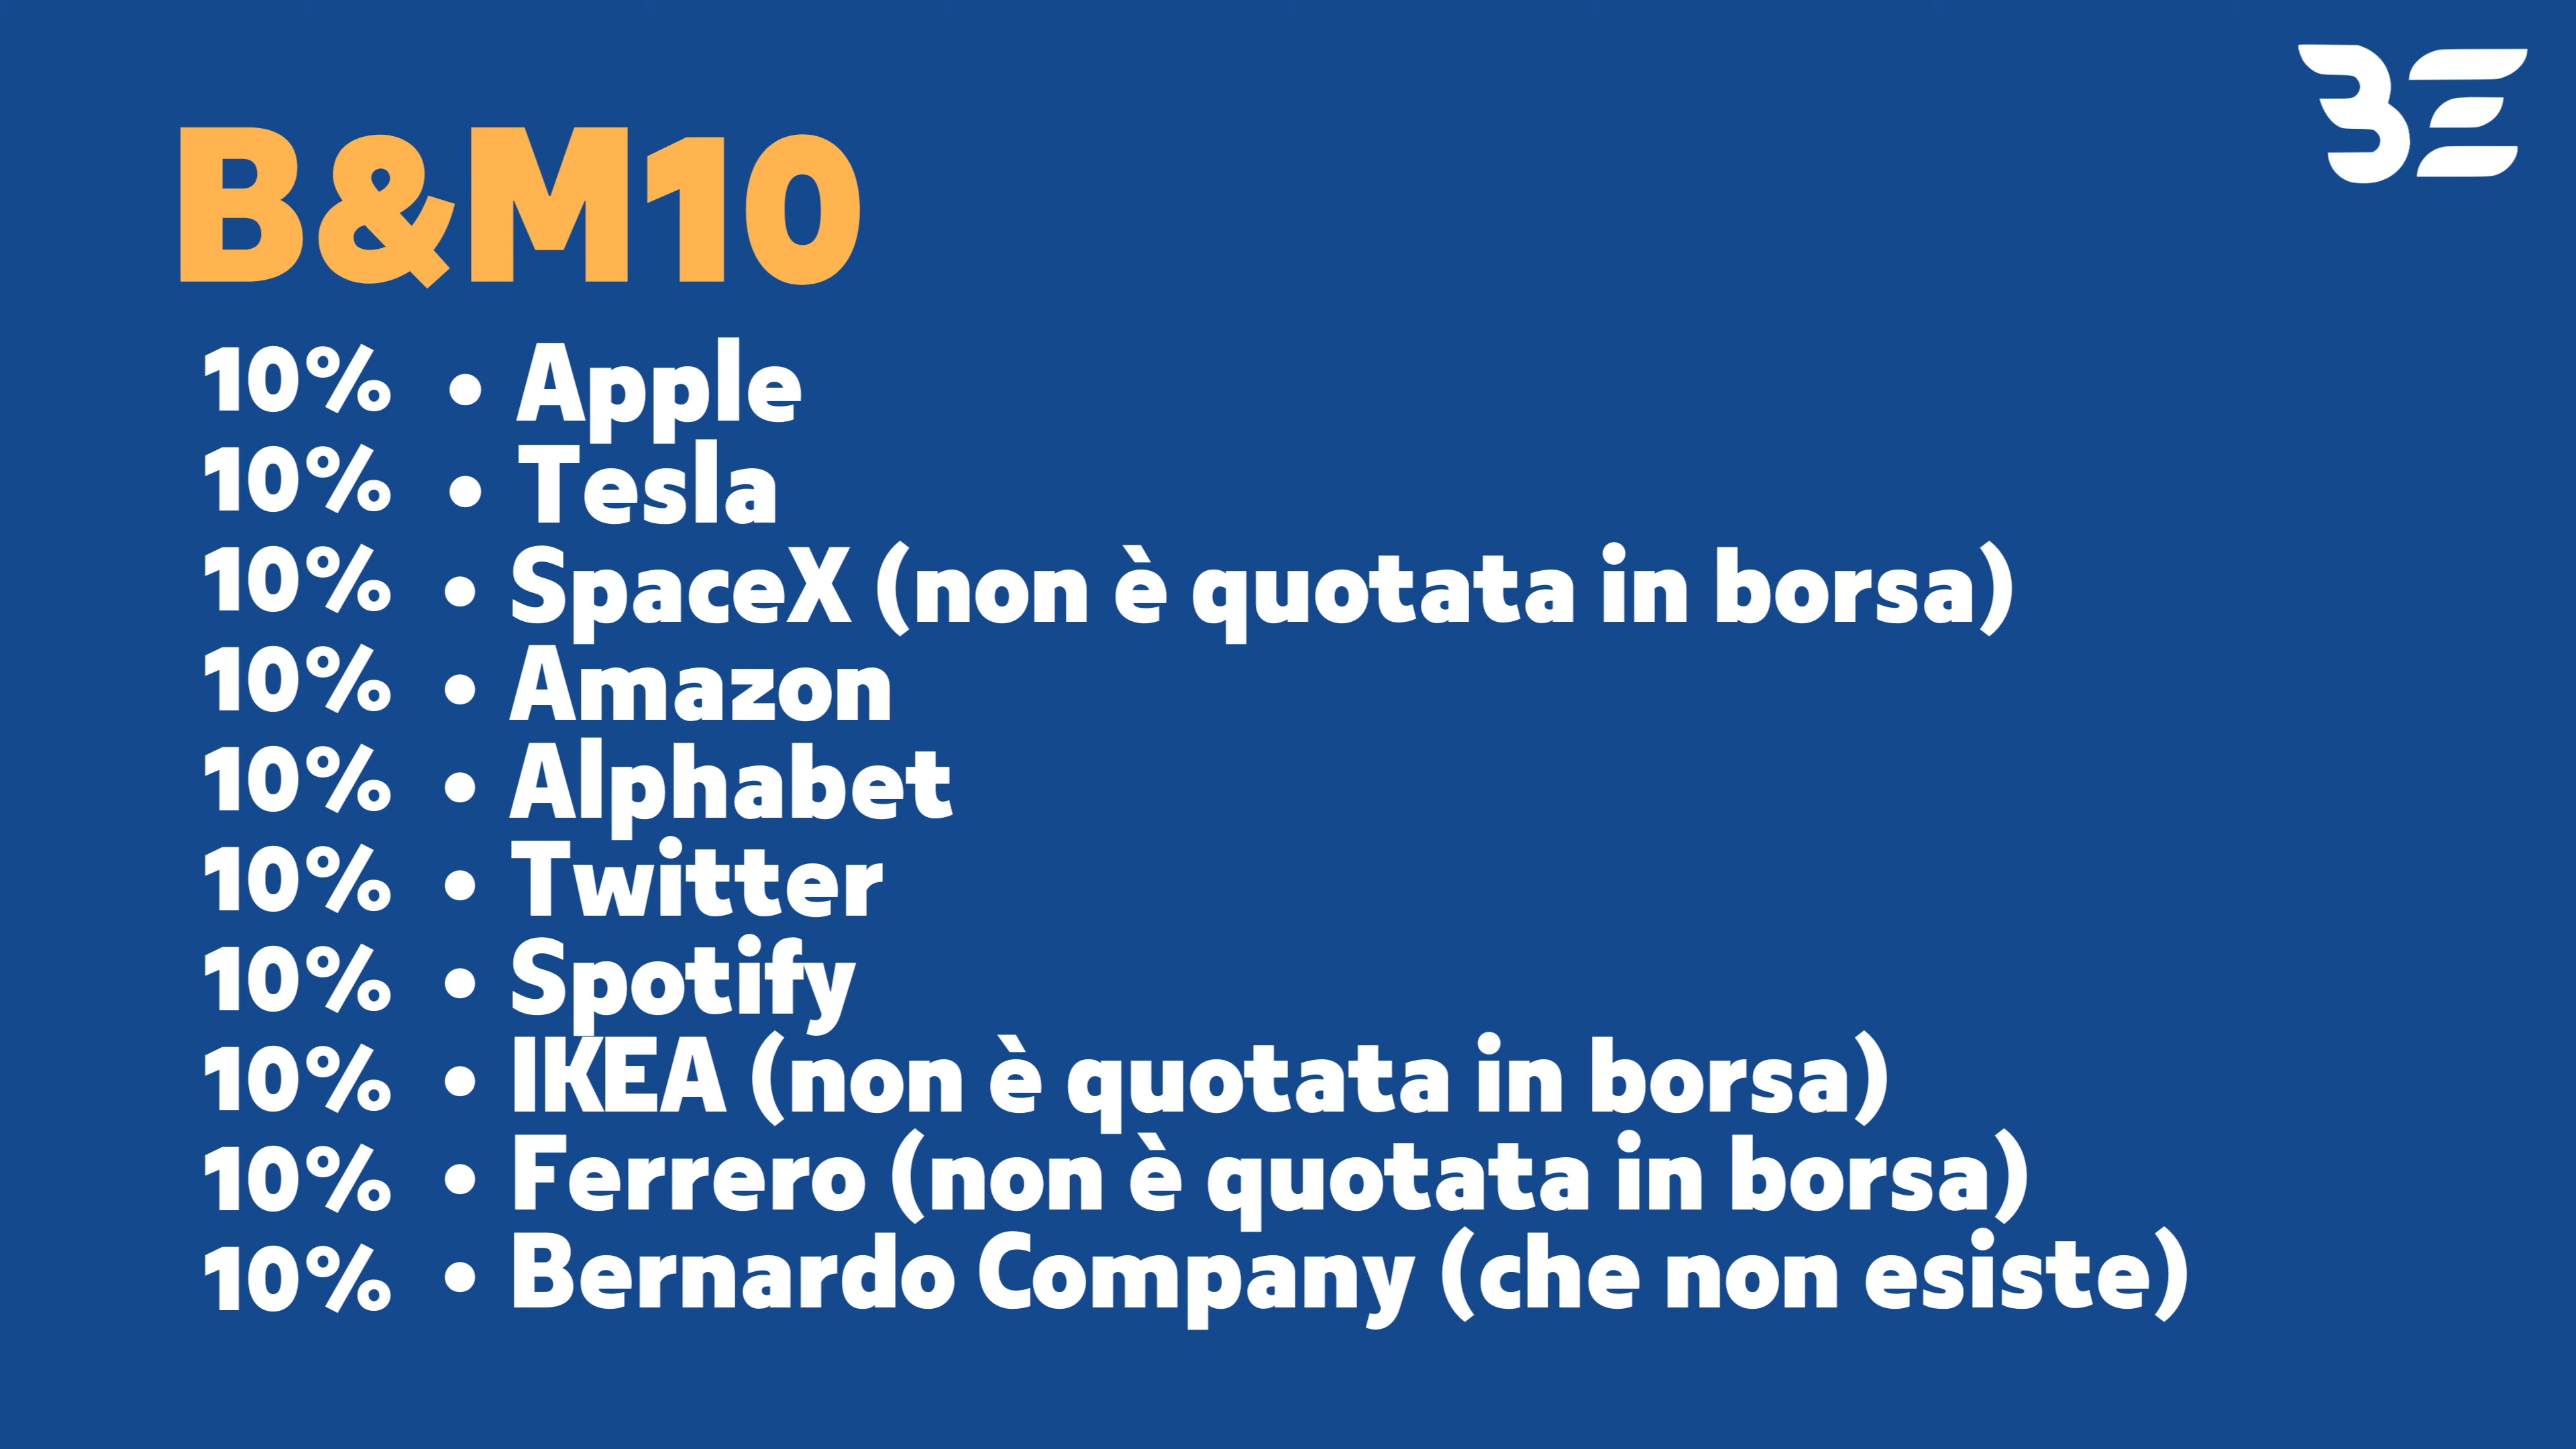 BE
B&M10
10% • Apple
10% • Tesla
10% • SpaceX (non è quotata in borsa)
10% • Amazon
10% • Alphabet
10% • Twitter
10% • Spotify
10% • IKEA (non è quotata in borsa)
10% • Ferrero (non è quotata in borsa)
10% • Bernardo Company (che non esiste)